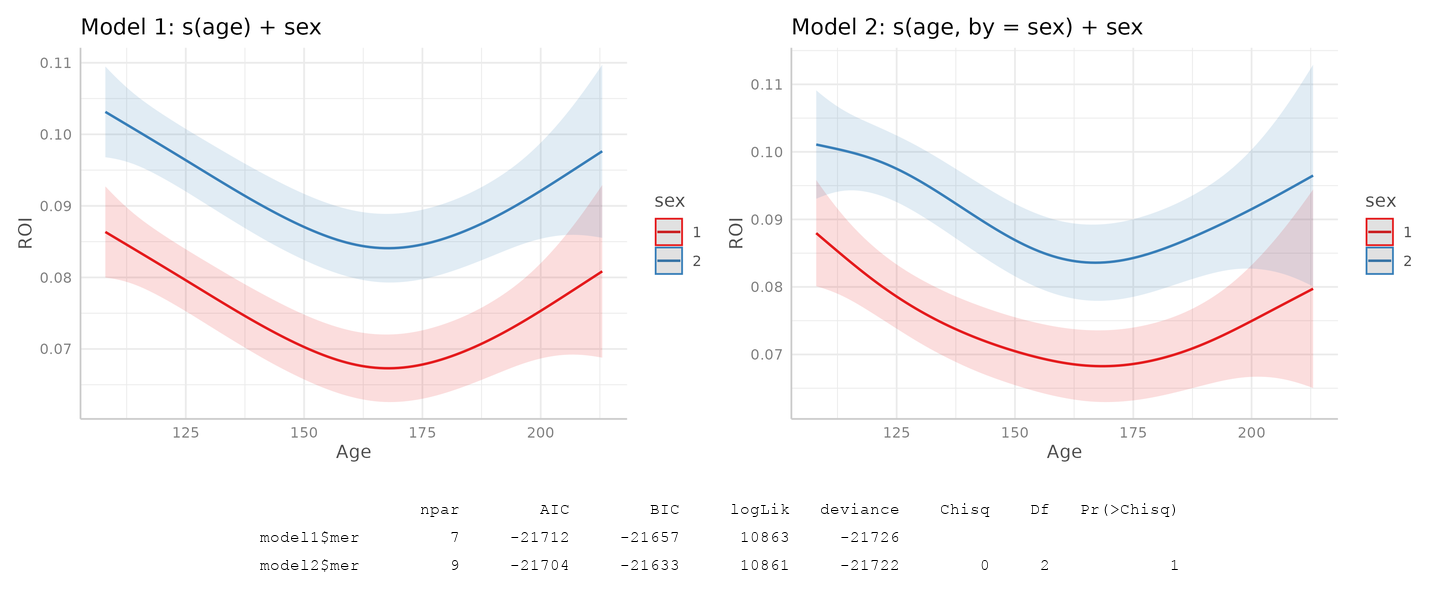 Model 1: s(age) + sex
0.11
0.10
0.09
0.08
0.07
ROI
125 150 175 200
Age
sex
1
2
Model 2: s(age, by = sex) + sex
0.11
0.10
0.09
0.08
0.07
ROI
125 150 175 200
Age
sex
1
2
npar AIC BIC logLik deviance Chisq Df Pr(>Chisq)
model1$mer 7 -21712 -21657 10863 -21726
model2$mer 9 -21704 -21633 10861 -21722 0 2 1